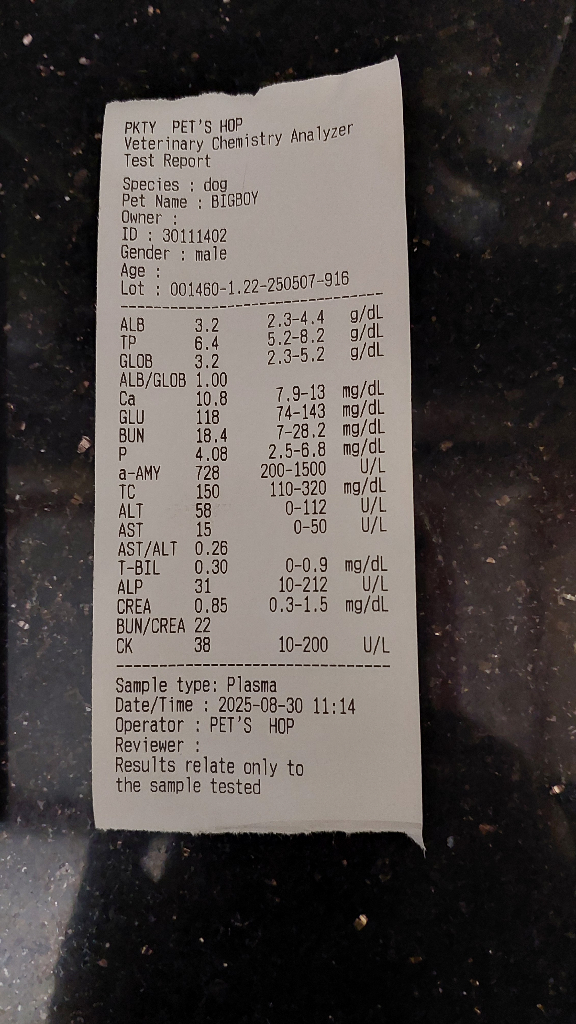 PKTY PET'S HOP
Veterinary Chemistry Analyzer
Test Report
Species : dog
Pet Name : BIGBOY
Owner :
ID : 30111402
Gender : male
Age :
Lot : 001460-1.22-250507-916
--------------------------------
ALB 3.2 2.3-4.4 g/dL
TP 6.4 5.2-8.2 g/dL
GLOB 3.2 2.3-5.2 g/dL
ALB/GLOB 1.00
Ca 10.8 7.9-13 mg/dL
GLU 118 74-143 mg/dL
BUN 18.4 7-28.2 mg/dL
P 4.08 2.5-6.8 mg/dL
a-AMY 728 200-1500 U/L
TC 150 110-320 mg/dL
ALT 58 0-112 U/L
AST 15 0-50 U/L
AST/ALT 0.26
T-BIL 0.30 0-0.9 mg/dL
ALP 31 10-212 U/L
CREA 0.85 0.3-1.5 mg/dL
BUN/CREA 22
CK 38 10-200 U/L
--------------------------------
Sample type: Plasma
Date/Time : 2025-08-30 11:14
Operator : PET'S HOP
Reviewer :
Results relate only to
the sample tested